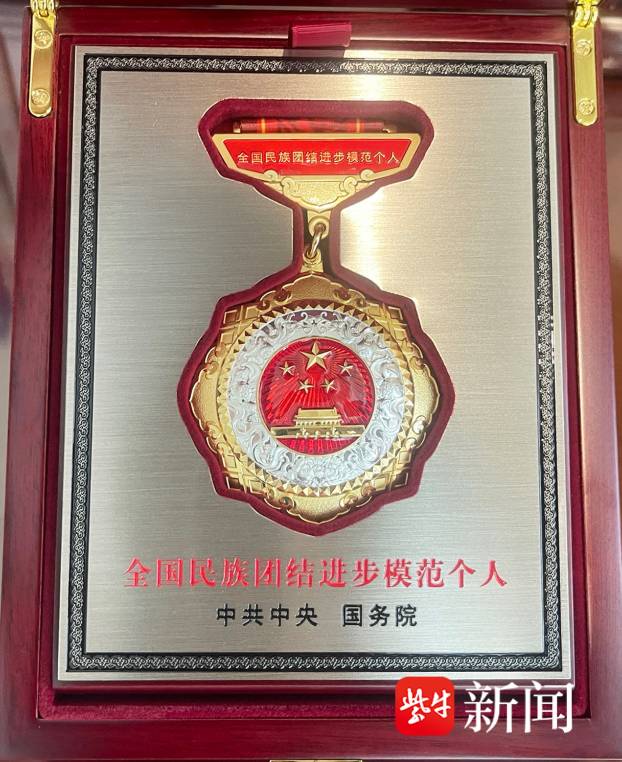 全国民族团结进步模范个人
全国民族团结进步模范个人
中共中央 国务院
紫牛 新闻